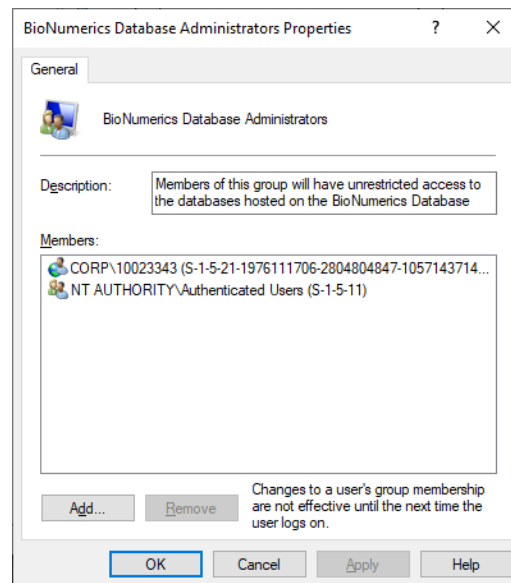 BioNumerics Database Administrators Properties
General
BioNumerics Database Administrators
Description:
Members of this group will have unrestricted access to
the databases hosted on the BioNumerics Database
Members:
CORP\10023343 (S-1-5-21-1976111706-2804804847-1057143714...
NT AUTHORITY\Authenticated Users (S-1-5-11)
Changes to a user's group membership
are not effective until the next time the
user logs on.
Add...
Remove
OK
Cancel
Apply
Help